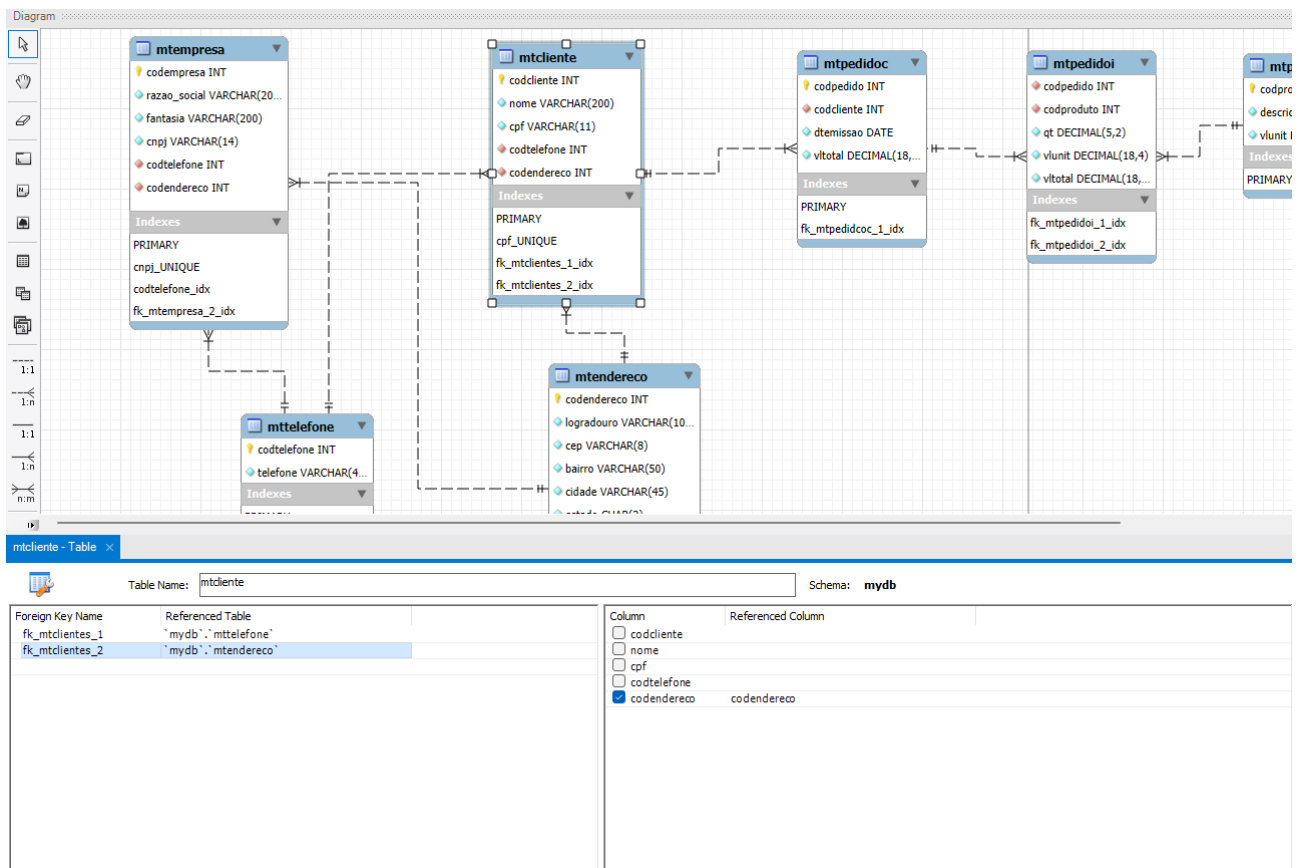 Diagram
mtempresa
codempresa INT
razao_social VARCHAR(20...
fantasia VARCHAR(200)
cnpj VARCHAR(14)
codtelefone INT
codendereco INT
Indexes
PRIMARY
cnpj_UNIQUE
codtelefone_idx
fk_mtempresa_2_idx
mtcliente
codcliente INT
nome VARCHAR(200)
cpf VARCHAR(11)
codtelefone INT
codendereco INT
Indexes
PRIMARY
cpf_UNIQUE
fk_mtclientes_1_idx
fk_mtclientes_2_idx
mtpedidoc
codpedido INT
codcliente INT
dtemissao DATE
vltotal DECIMAL(18,...
Indexes
PRIMARY
fk_mtpedidcoc_1_idx
mtpedidoi
codpedido INT
codproduto INT
qt DECIMAL(5,2)
vlunit DECIMAL(18,4)
vltotal DECIMAL(18,...
Indexes
fk_mtpedidoi_1_idx
fk_mtpedidoi_2_idx
mtp
codpro
descric
vlunit
Indexes
PRIMARY
mttelefone
codtelefone INT
telefone VARCHAR(4...
Indexes
mtendereco
codendereco INT
logradouro VARCHAR(10...
cep VARCHAR(8)
bairro VARCHAR(50)
cidade VARCHAR(45)
1:1
1:n
1:1
1:n
n:m
mtcliente - Table
Table Name: mtcliente Schema: mydb
Foreign Key Name Referenced Table
fk_mtclientes_1 `mydb`.`mttelefone`
fk_mtclientes_2 `mydb`.`mtendereco`
Column Referenced Column
codcliente
nome
cpf
codtelefone
codendereco codendereco